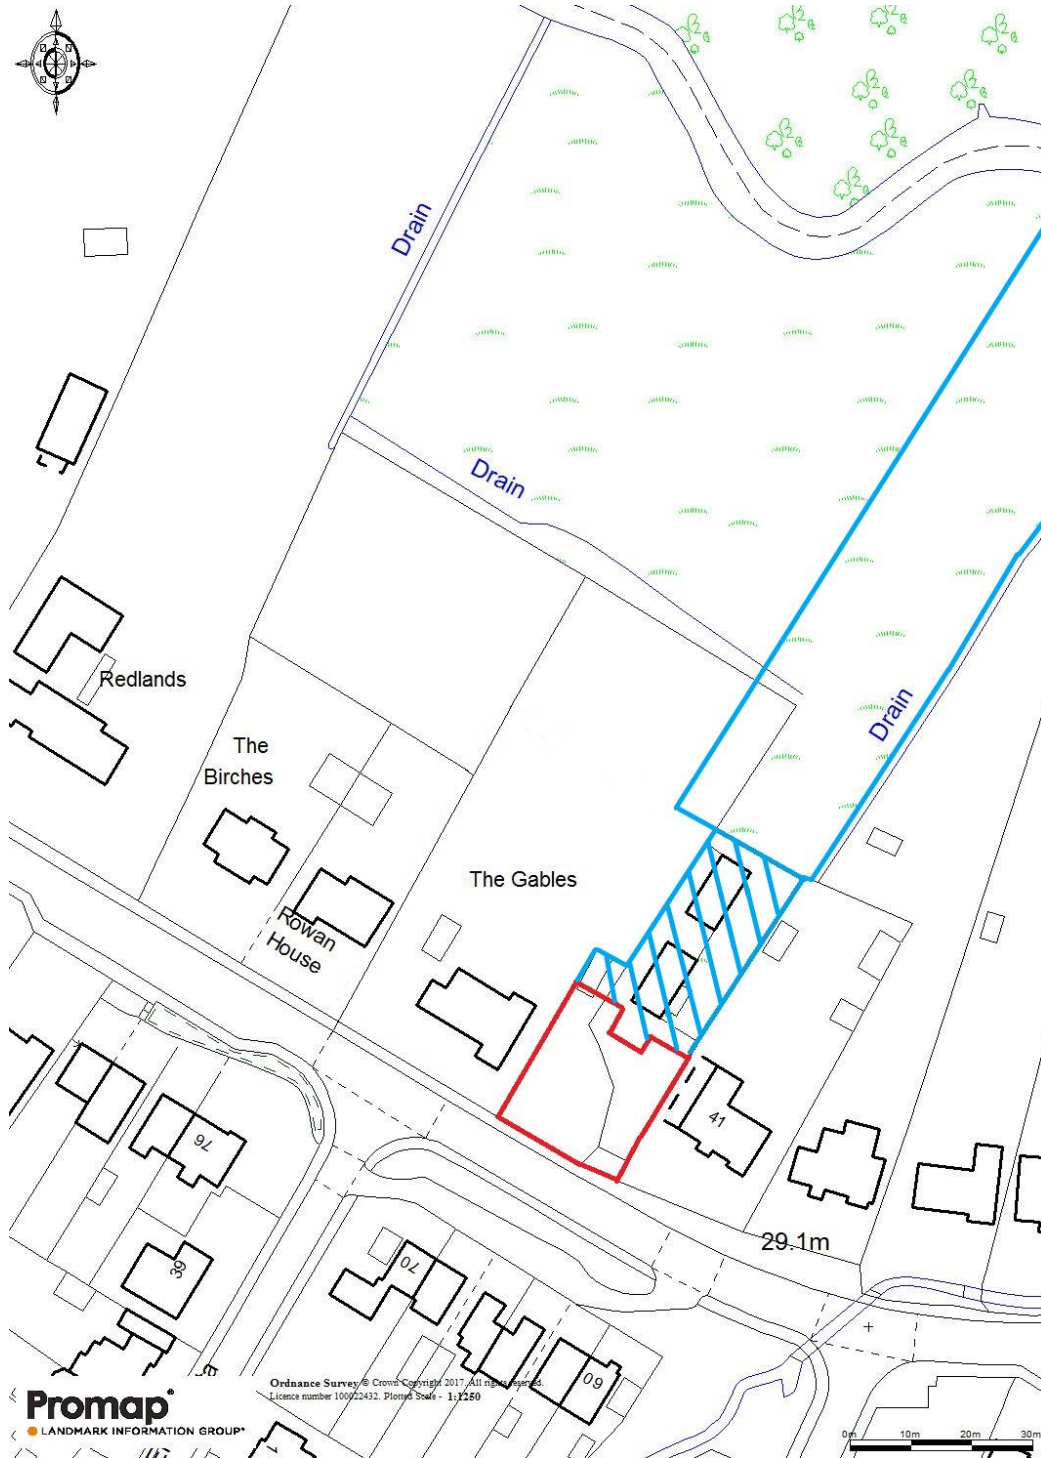 Drain
Drain
Redlands
The
Birches
Drain
The Gables
Rowan
House
41
76
29.1m
39
70
60
Promap®
LANDMARK INFORMATION GROUP®
Ordnance Survey © Crown Copyright 2017. All rights reserved.
Licence number 100022432. Plotted Scale - 1:1250
0m 10m 20m 30m